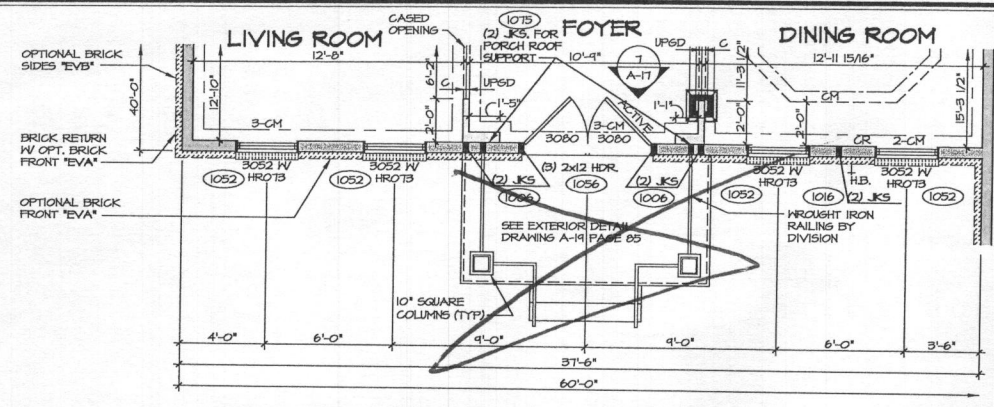 CASED
OPENING
1075
(2) JKS. FOR
PORCH ROOF
SUPPORT
FOYER
LIVING ROOM
DINING ROOM
OPTIONAL BRICK
SIDES "EVB"
12'-8"
10'-9"
UPGD
C
7
A-17
12'-11 15/16"
40'-0"
12'-10"
6'-2"
C
UPGD
11'-3 1/2"
15'-3 1/2"
CM
BRICK RETURN
W/ OPT. BRICK
FRONT "EVA"
3-CM
2'-0"
1'-5"
3080
3-CM
3080
ACTIVE
1'-1"
2'-0"
2'-0"
CR
2-CM
OPTIONAL BRICK
FRONT "EVA"
1052
3052 W/
HROT3
1052
3052 W/
HROT3
(2) JKS
1006
(3) 2x12 HDR.
1056
(2) JKS
1006
3052 W/
HROT3
1052
1016
H.B.
(2) JKS
3052 W/
HROT3
1052
SEE EXTERIOR DETAIL
DRAWING A-19 PAGE 85
WROUGHT IRON
RAILING BY
DIVISION
10" SQUARE
COLUMNS (TYP)
4'-0"
6'-0"
9'-0"
9'-0"
6'-0"
3'-6"
37'-6"
60'-0"